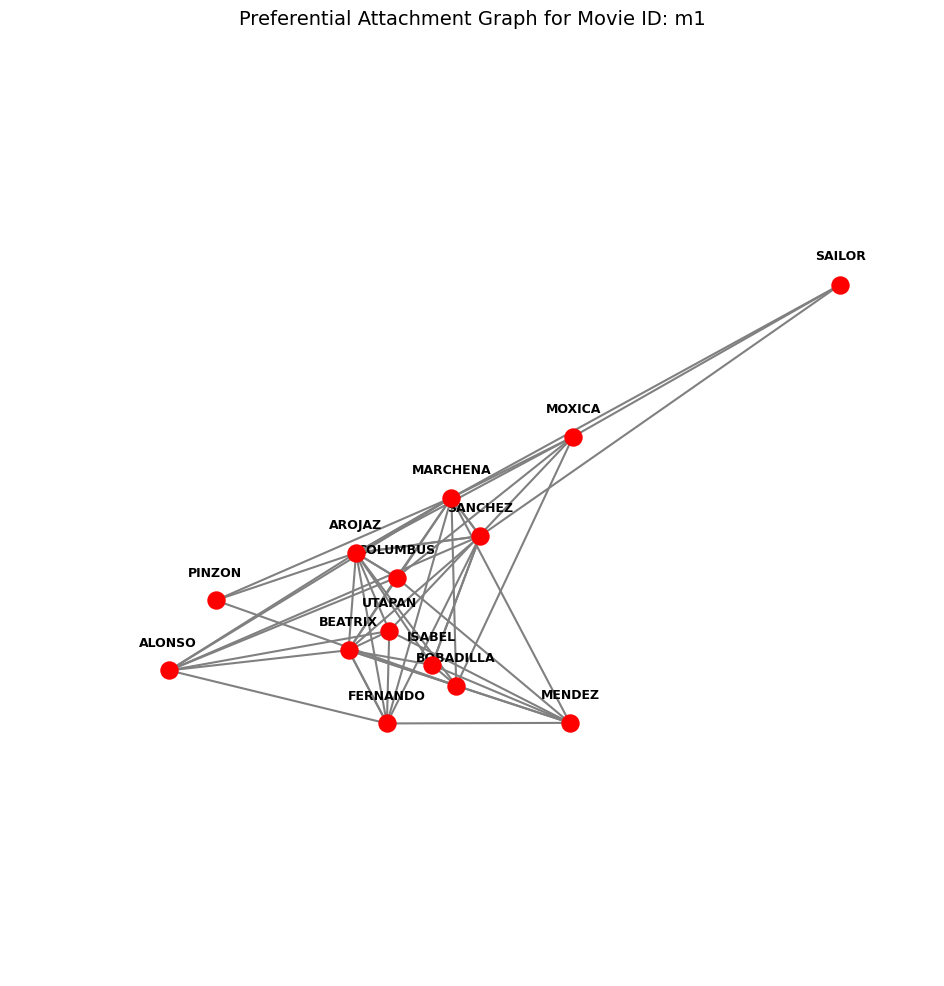 Preferential Attachment Graph for Movie ID: m1
SAILOR
MOXICA
MARCHENA
SANCHEZ
AROJAZ
COLUMBUS
PINZON
UTAPAN
BEATRIX
ISABEL
ALONSO
BOBADILLA
FERNANDO
MENDEZ